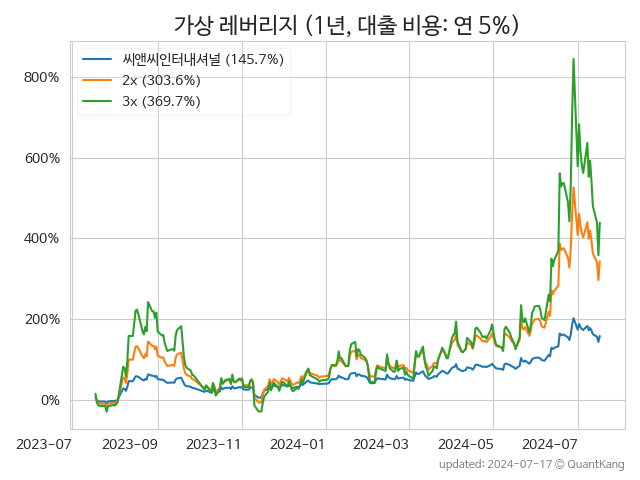 가상 레버리지 (1년, 대출 비용: 연 5%)
씨앤씨인터내셔널 (145.7%)
2x (303.6%)
3x (369.7%)
800%
600%
400%
200%
0%
2023-07 2023-09 2023-11 2024-01 2024-03 2024-05 2024-07
updated: 2024-07-17 © QuantKang